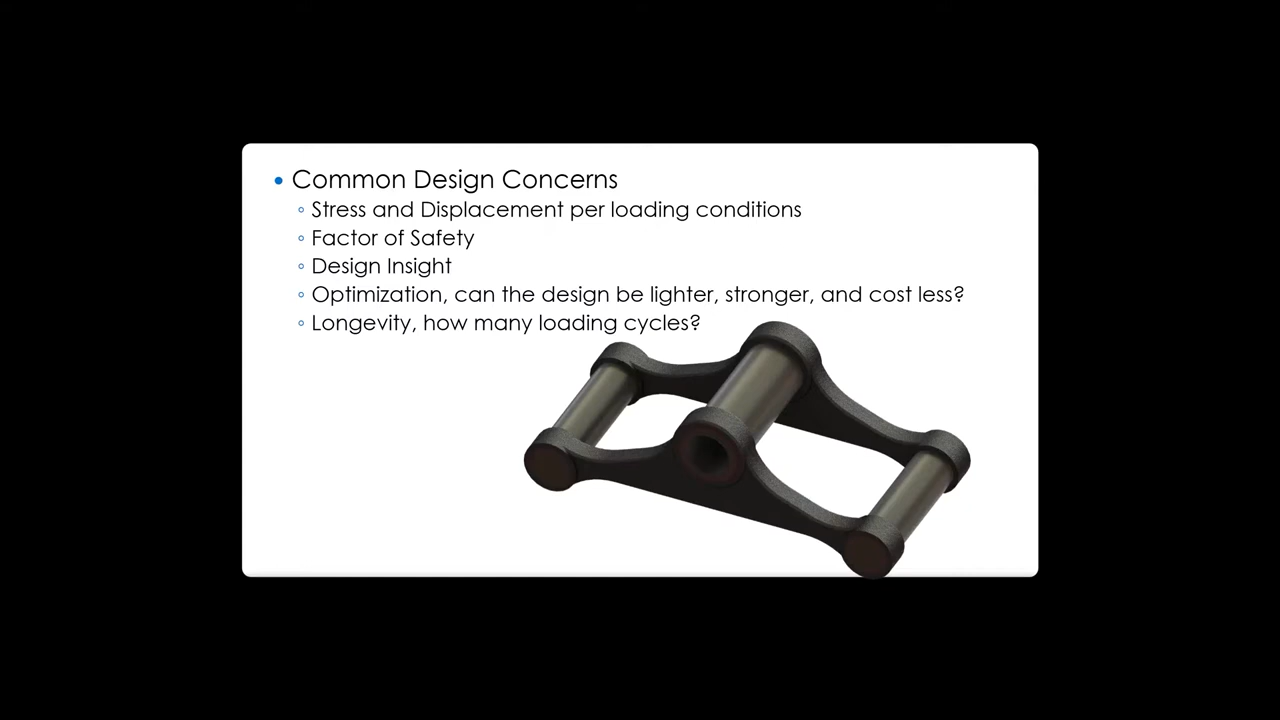 • Common Design Concerns
◦ Stress and Displacement per loading conditions
◦ Factor of Safety
◦ Design Insight
◦ Optimization, can the design be lighter, stronger, and cost less?
◦ Longevity, how many loading cycles?